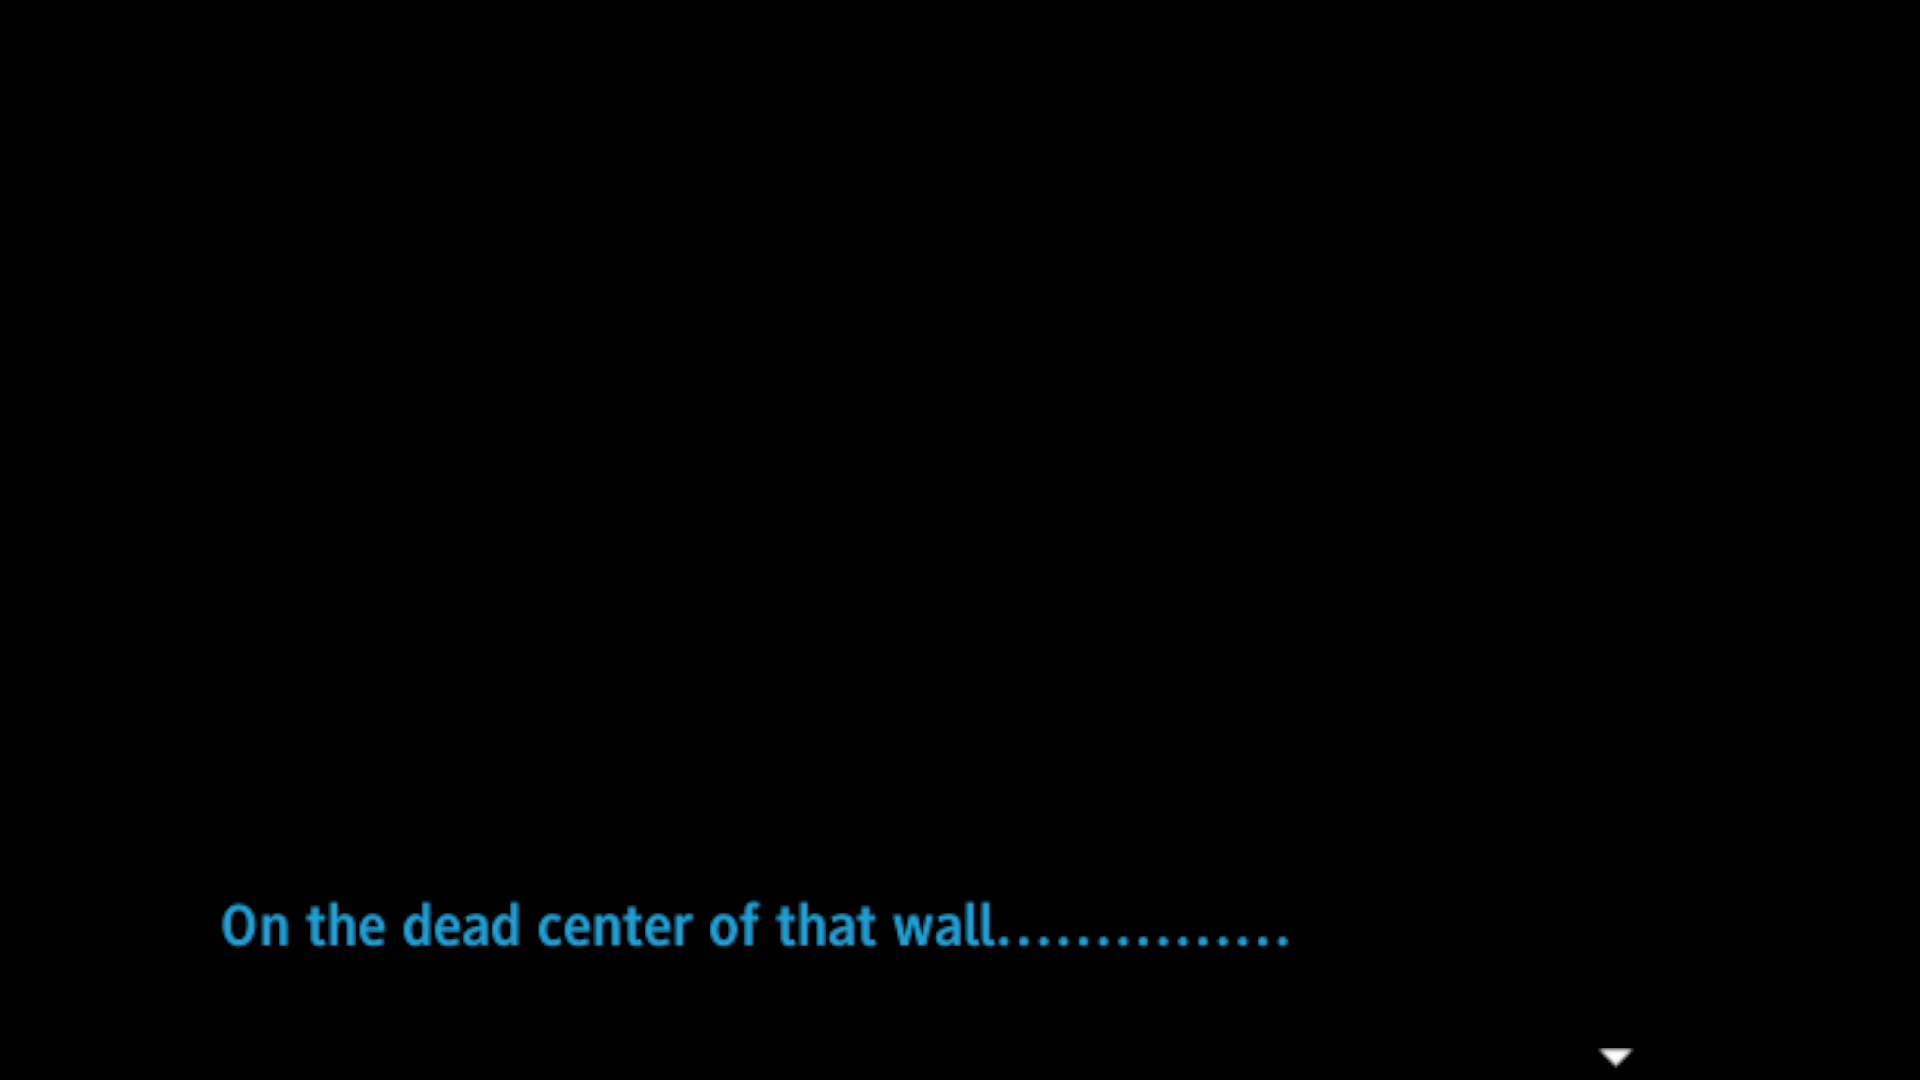 On the dead center of that wall...............